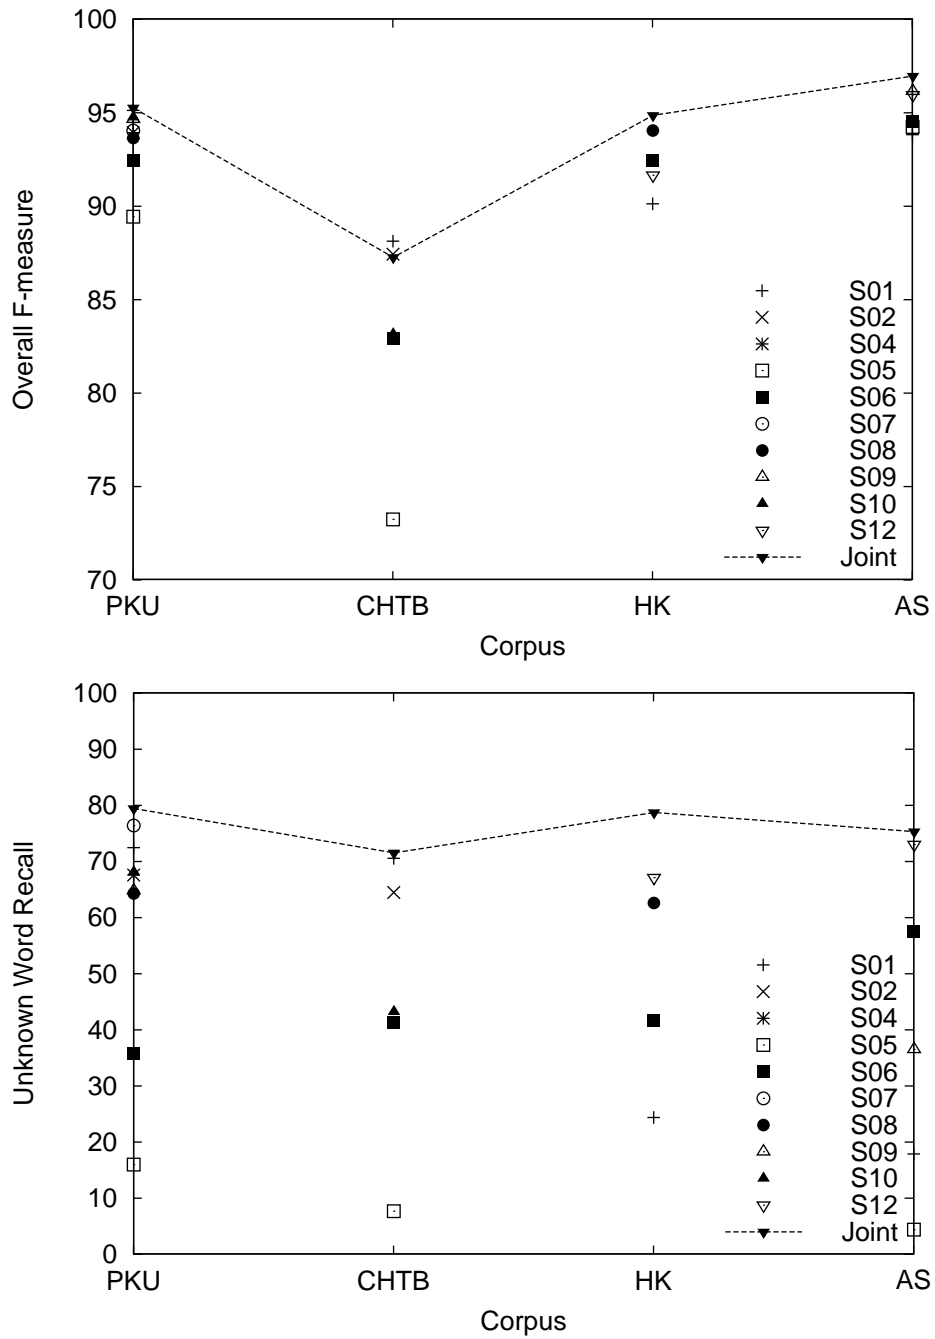 100
95
90
85
80
75
70
Overall F-measure
S01
S02
S04
S05
S06
S07
S08
S09
S10
S12
Joint
PKU CHTB HK AS
Corpus
100
90
80
70
60
50
40
30
20
10
0
Unknown Word Recall
S01
S02
S04
S05
S06
S07
S08
S09
S10
S12
Joint
PKU CHTB HK AS
Corpus